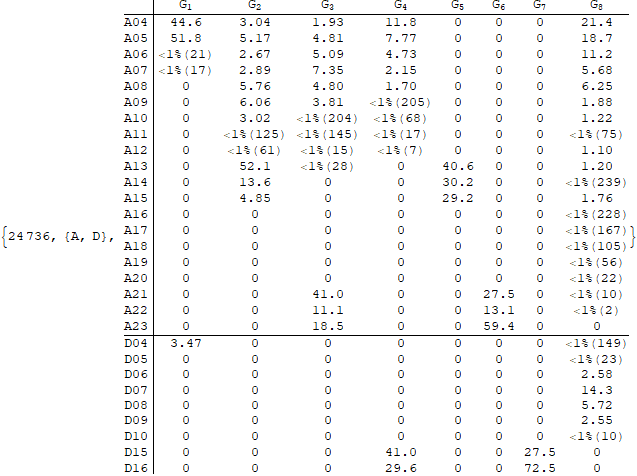 G1 G2 G3 G4 G5 G6 G7 G8
A04 44.6 3.04 1.93 11.8 0 0 0 21.4
A05 51.8 5.17 4.81 7.77 0 0 0 18.7
A06 <1%(21) 2.67 5.09 4.73 0 0 0 11.2
A07 <1%(17) 2.89 7.35 2.15 0 0 0 5.68
A08 0 5.76 4.80 1.70 0 0 0 6.25
A09 0 6.06 3.81 <1%(205) 0 0 0 1.88
A10 0 3.02 <1%(204) <1%(68) 0 0 0 1.22
A11 0 <1%(125) <1%(145) <1%(17) 0 0 0 <1%(75)
A12 0 <1%(61) <1%(15) <1%(7) 0 0 0 1.10
A13 0 52.1 <1%(28) 0 40.6 0 0 1.20
A14 0 13.6 0 0 30.2 0 0 <1%(239)
A15 0 4.85 0 0 29.2 0 0 1.76
A16 0 0 0 0 0 0 0 <1%(228)
{24736, {A, D}, A17 0 0 0 0 0 0 0 <1%(167)}
A18 0 0 0 0 0 0 0 <1%(105)
A19 0 0 0 0 0 0 0 <1%(56)
A20 0 0 0 0 0 0 0 <1%(22)
A21 0 0 41.0 0 0 27.5 0 <1%(10)
A22 0 0 11.1 0 0 13.1 0 <1%(2)
A23 0 0 18.5 0 0 59.4 0 0
D04 3.47 0 0 0 0 0 0 <1%(149)
D05 0 0 0 0 0 0 0 <1%(23)
D06 0 0 0 0 0 0 0 2.58
D07 0 0 0 0 0 0 0 14.3
D08 0 0 0 0 0 0 0 5.72
D09 0 0 0 0 0 0 0 2.55
D10 0 0 0 0 0 0 0 <1%(10)
D15 0 0 0 41.0 0 0 27.5 0
D16 0 0 0 29.6 0 0 72.5 0